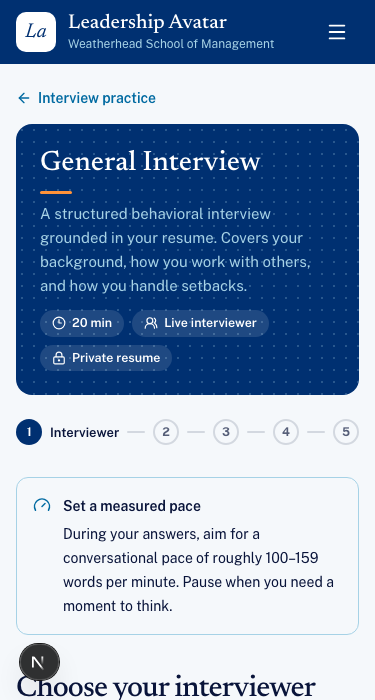 La
Leadership Avatar
Weatherhead School of Management
Interview practice
General Interview
A structured behavioral interview
grounded in your resume. Covers your
background, how you work with others,
and how you handle setbacks.
20 min
Live interviewer
Private resume
1 Interviewer 2 3 4 5
Set a measured pace
During your answers, aim for a
conversational pace of roughly 100–159
words per minute. Pause when you need a
moment to think.
N
Choose your interviewer